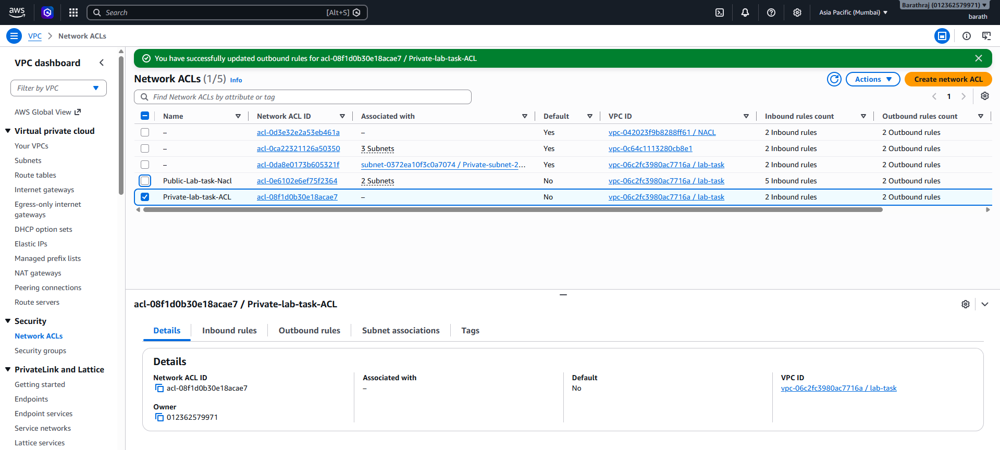 aws
Search
[Alt+S]
Asia Pacific (Mumbai)
Barathraj (012362579971)
barath
VPC
Network ACLs
VPC dashboard
Filter by VPC
AWS Global View
Virtual private cloud
Your VPCs
Subnets
Route tables
Internet gateways
Egress-only internet
gateways
DHCP option sets
Elastic IPs
Managed prefix lists
NAT gateways
Peering connections
Route servers
Security
Network ACLs
Security groups
PrivateLink and Lattice
Getting started
Endpoints
Endpoint services
Service networks
Lattice services
You have successfully updated outbound rules for acl-08f1d0b30e18acae7 / Private-lab-task-ACL
Network ACLs (1/5) Info
Actions
Create network ACL
Find Network ACLs by attribute or tag
1
Name Network ACL ID Associated with Default VPC ID Inbound rules count Outbound rules count
– acl-0d3e32e2a53eb461a – Yes vpc-042023f9b8288ff61 / NACL 2 Inbound rules 2 Outbound rules
– acl-0ca22321126a50350 3 Subnets Yes vpc-0c64c1113280cb8e1 2 Inbound rules 2 Outbound rules
– acl-0da8e0173b605321f subnet-0372ea10f3c0a7074 / Private-subnet-2... Yes vpc-06c2fc3980ac7716a / lab-task 2 Inbound rules 2 Outbound rules
Public-Lab-task-Nacl acl-0e6102e6ef75f2364 2 Subnets No vpc-06c2fc3980ac7716a / lab-task 5 Inbound rules 2 Outbound rules
Private-lab-task-ACL acl-08f1d0b30e18acae7 – No vpc-06c2fc3980ac7716a / lab-task 2 Inbound rules 2 Outbound rules
acl-08f1d0b30e18acae7 / Private-lab-task-ACL
Details Inbound rules Outbound rules Subnet associations Tags
Details
Network ACL ID
acl-08f1d0b30e18acae7
Associated with
–
Default
No
VPC ID
vpc-06c2fc3980ac7716a / lab-task
Owner
012362579971